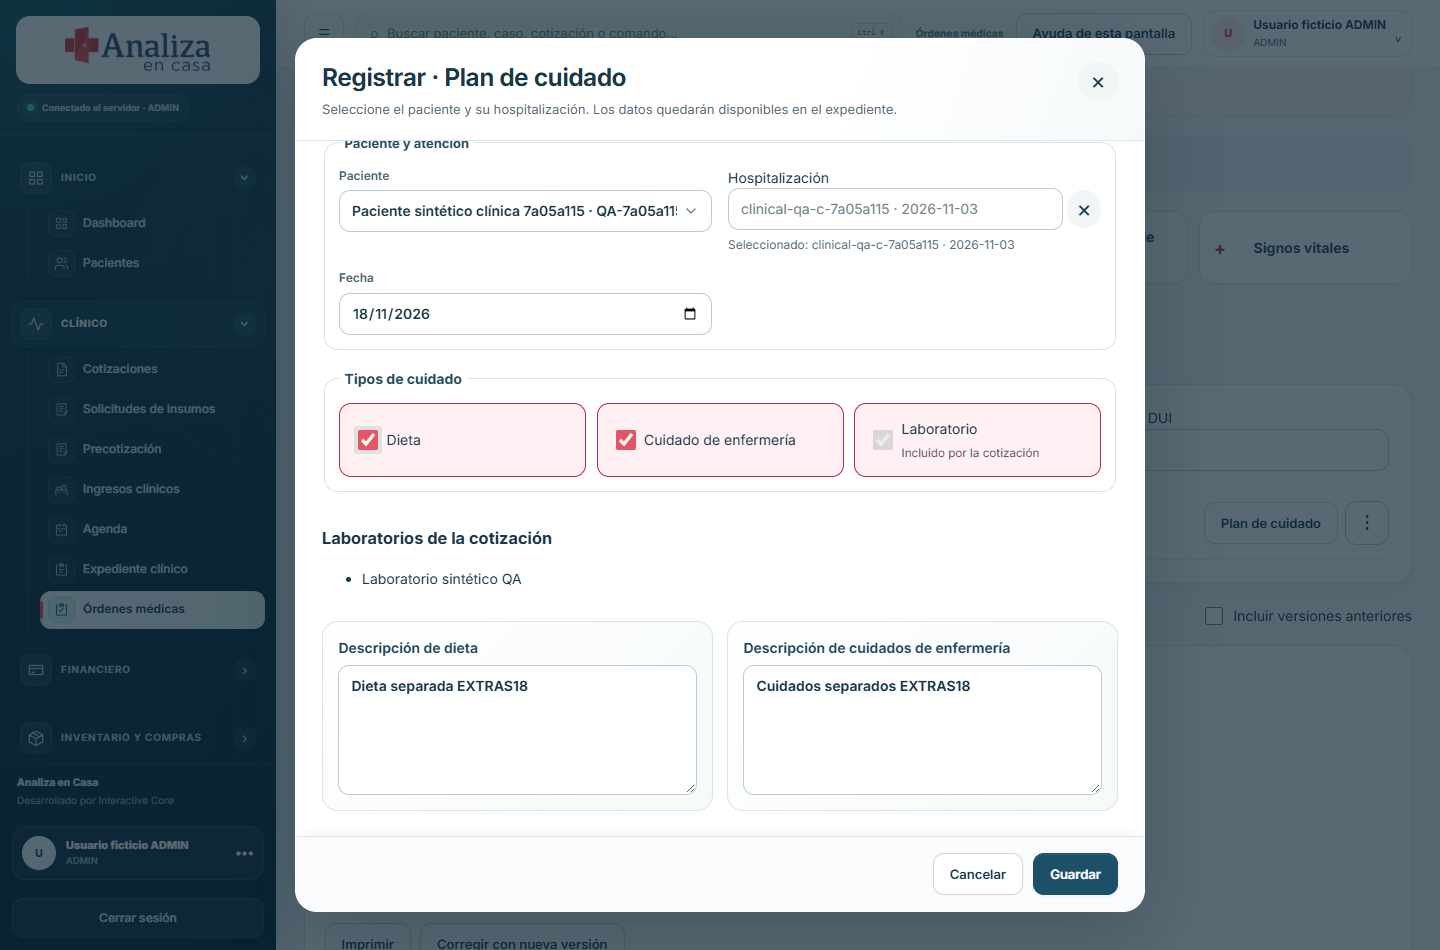 Analiza
en casa
Conectado al servidor - ADMIN
INICIO
Dashboard
Pacientes
CLÍNICO
Cotizaciones
Solicitudes de insumos
Precotización
Ingresos clínicos
Agenda
Expediente clínico
Órdenes médicas
FINANCIERO
INVENTARIO Y COMPRAS
Analiza en Casa
Desarrollado por Interactive Core
U
Usuario ficticio ADMIN
ADMIN
Cerrar sesión
Buscar paciente, caso, cotización o comando...
Ctrl K
Órdenes médicas
Ayuda de esta pantalla
U
Usuario ficticio ADMIN
ADMIN
Registrar · Plan de cuidado
Seleccione el paciente y su hospitalización. Los datos quedarán disponibles en el expediente.
Paciente y atención
Paciente
Paciente sintético clínica 7a05a115 · QA-7a05a115
Hospitalización
clinical-qa-c-7a05a115 · 2026-11-03
Seleccionado: clinical-qa-c-7a05a115 · 2026-11-03
Fecha
18/11/2026
Tipos de cuidado
Dieta
Cuidado de enfermería
Laboratorio
Incluido por la cotización
Laboratorios de la cotización
• Laboratorio sintético QA
Descripción de dieta
Dieta separada EXTRAS18
Descripción de cuidados de enfermería
Cuidados separados EXTRAS18
Cancelar
Guardar
+ Signos vitales
DUI
Plan de cuidado
Incluir versiones anteriores
Imprimir
Corregir con nueva versión